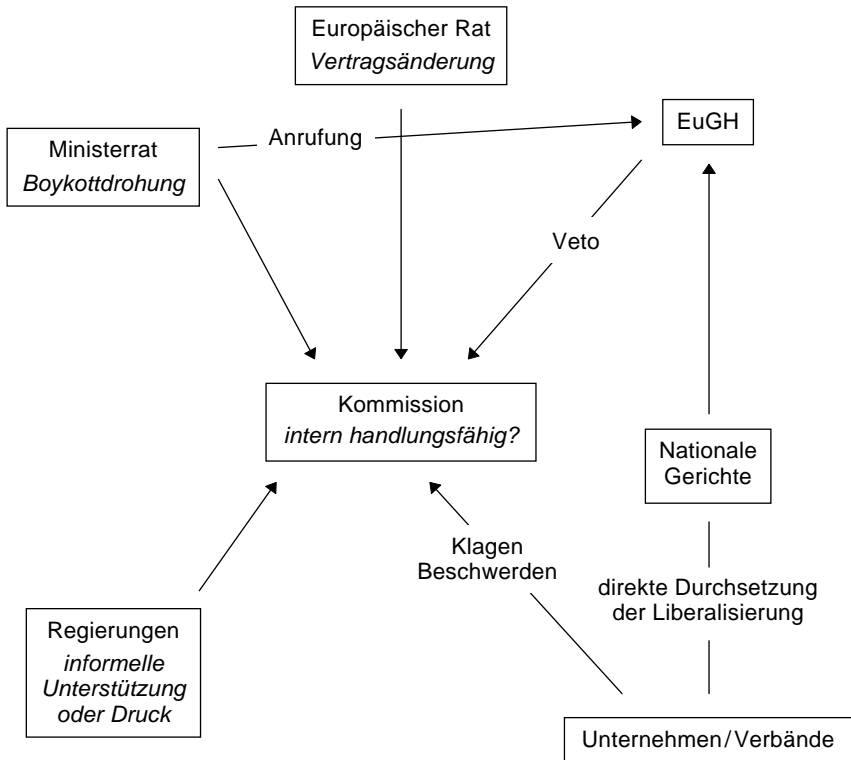 Europäischer Rat
Vertragsänderung
EuGH
Anrufung
Ministerrat
Boykottdrohung
Veto
Kommission
intern handlungsfähig?
Nationale
Gerichte
Klagen
Beschwerden
direkte Durchsetzung
der Liberalisierung
Regierungen
informelle
Unterstützung
oder Druck
Unternehmen/Verbände